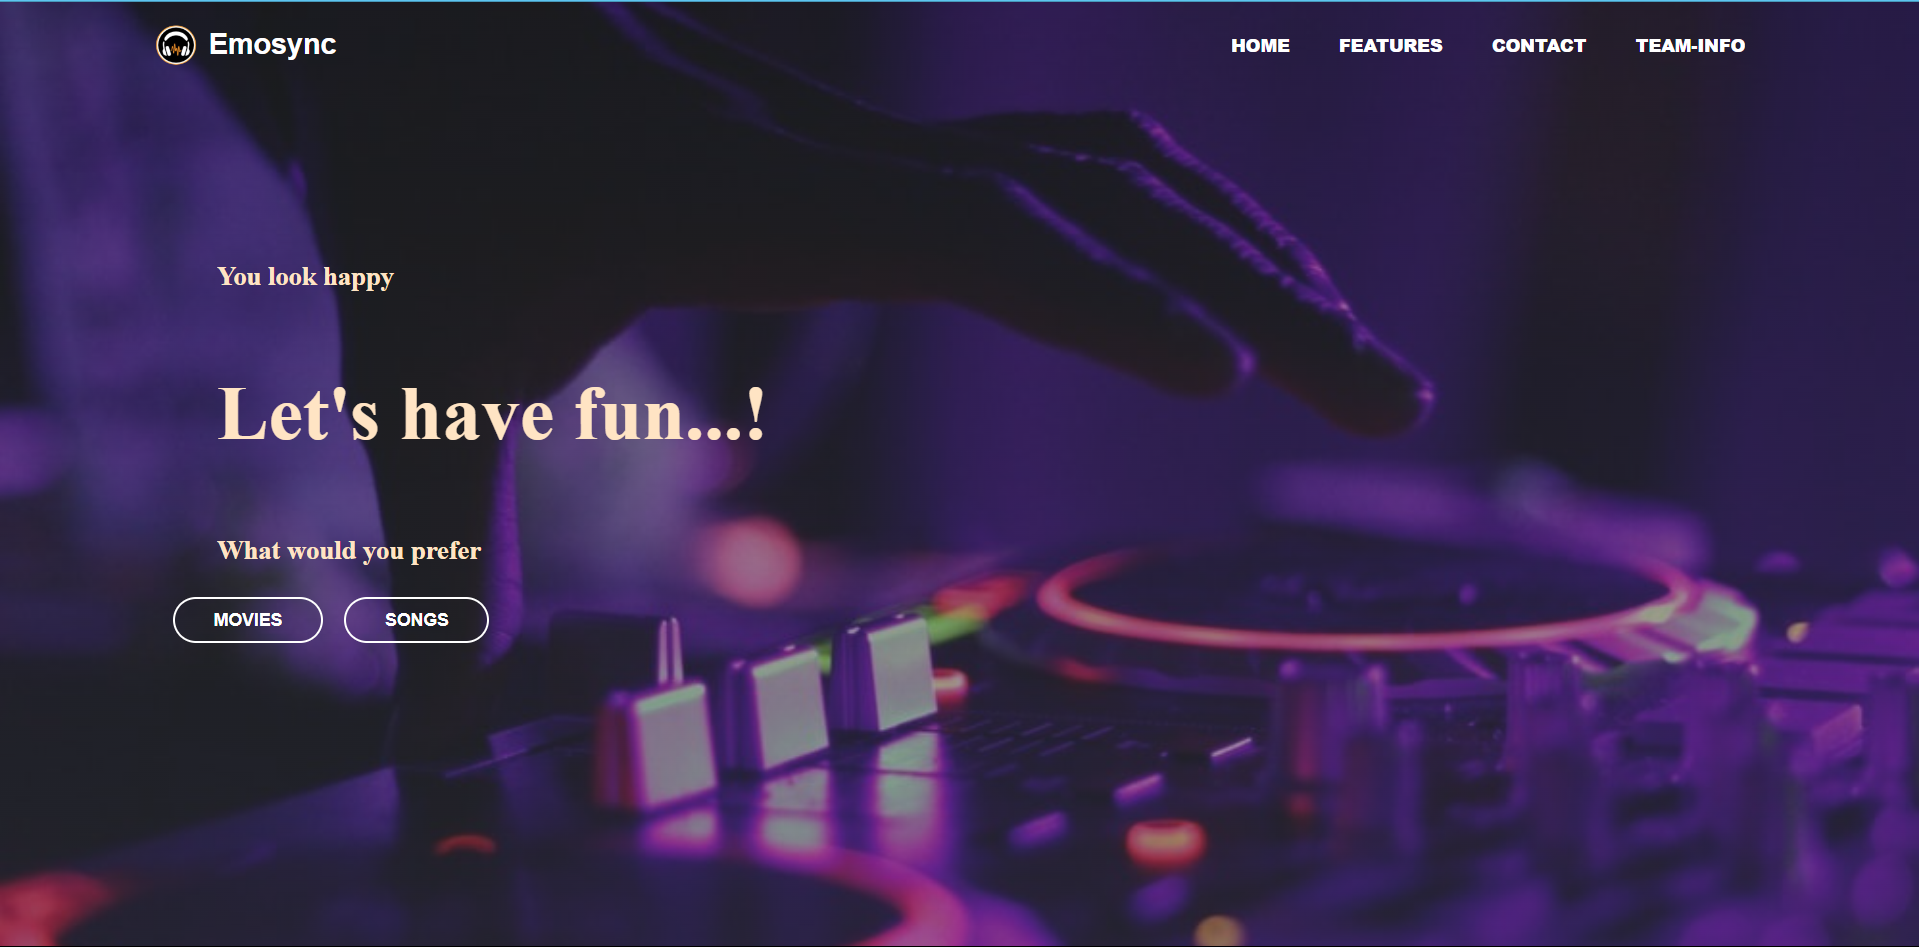 Emosync
HOME FEATURES CONTACT TEAM-INFO
You look happy
Let's have fun...!
What would you prefer
MOVIES SONGS